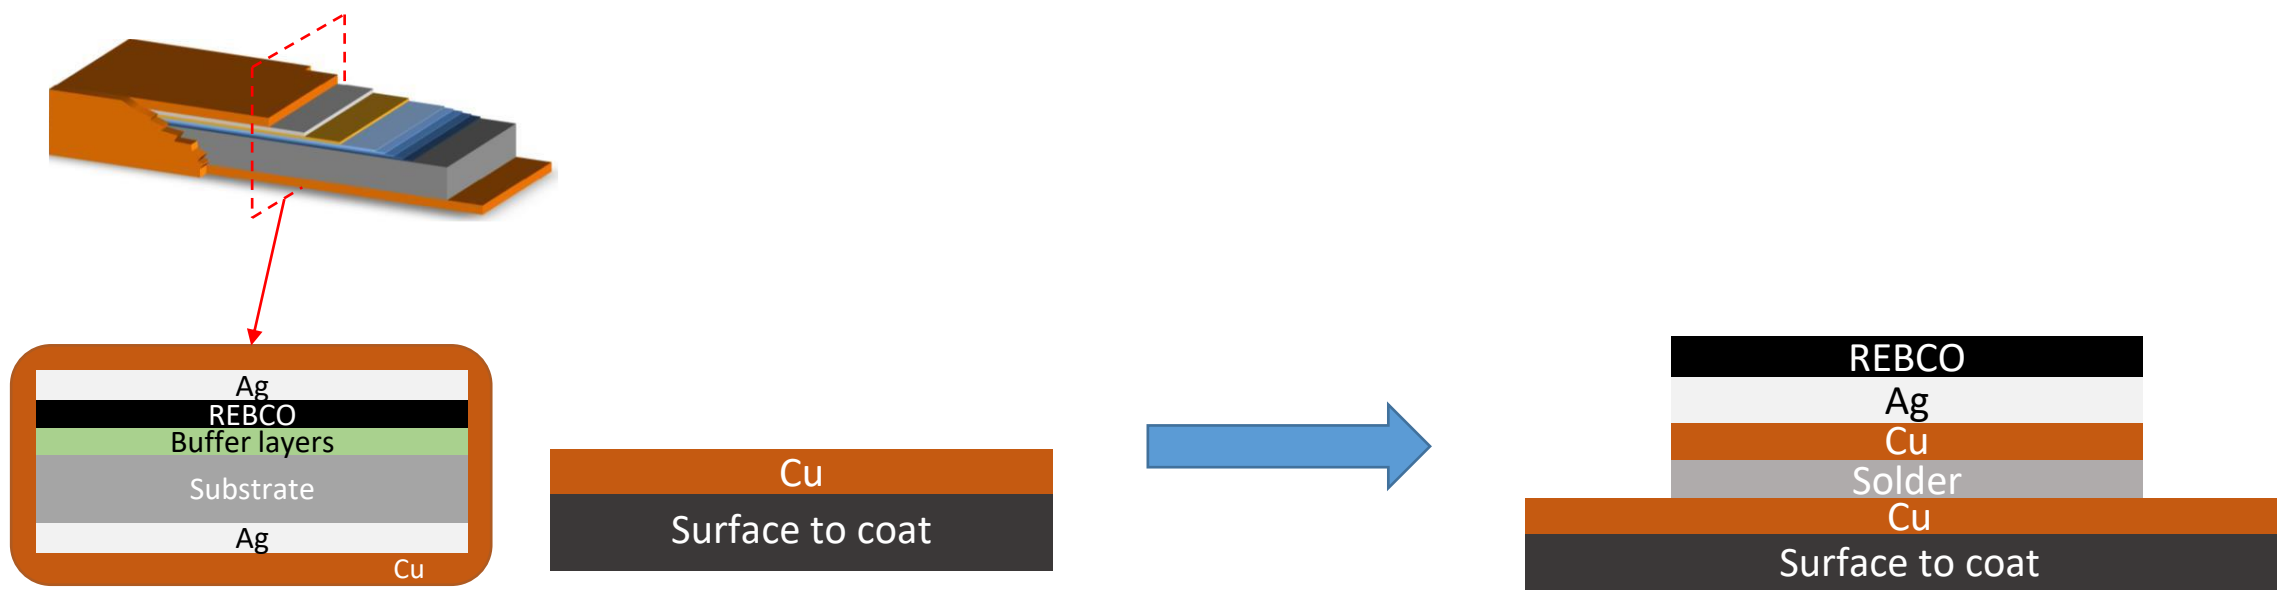 Ag
REBCO
Buffer layers
Substrate
Ag
Cu
Cu
Surface to coat
REBCO
Ag
Cu
Solder
Cu
Surface to coat